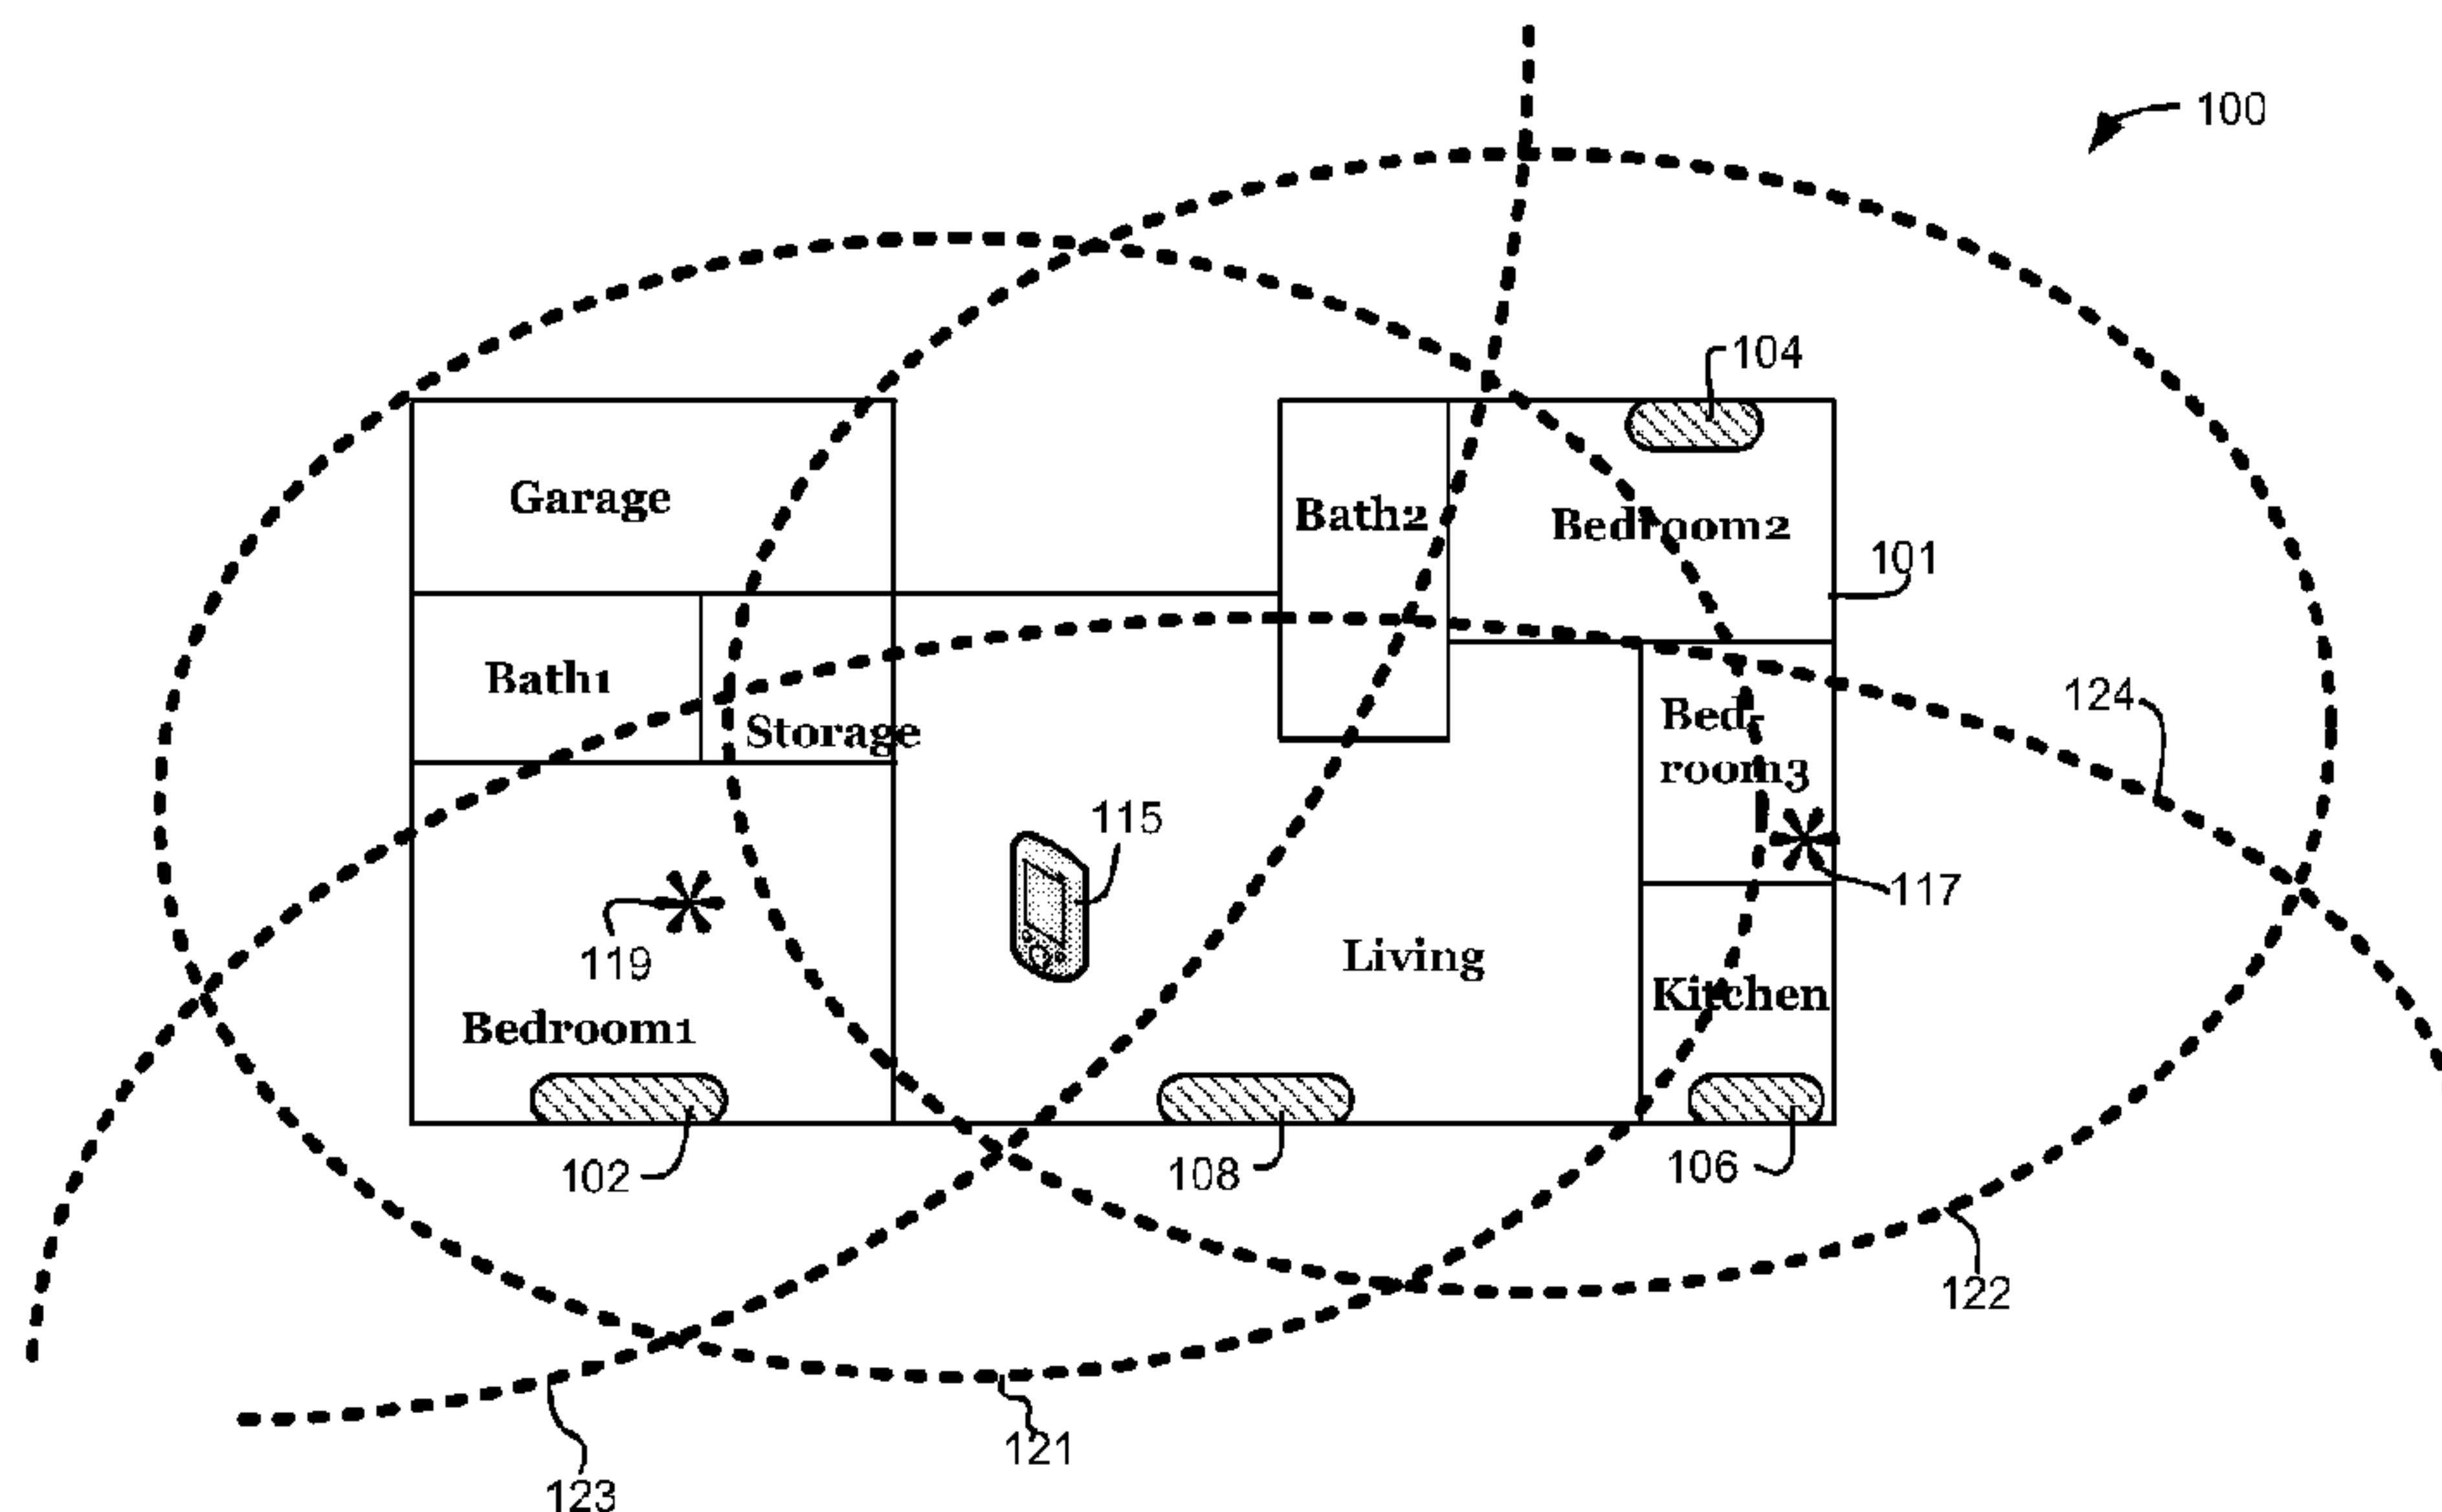 100
104
Garage
Bath2
Bedroom2
101
Bath1
Storage
Bed-
room3
124
115
117
119
Living
Bedroom1
Kitchen
102
108
106
122
121
123